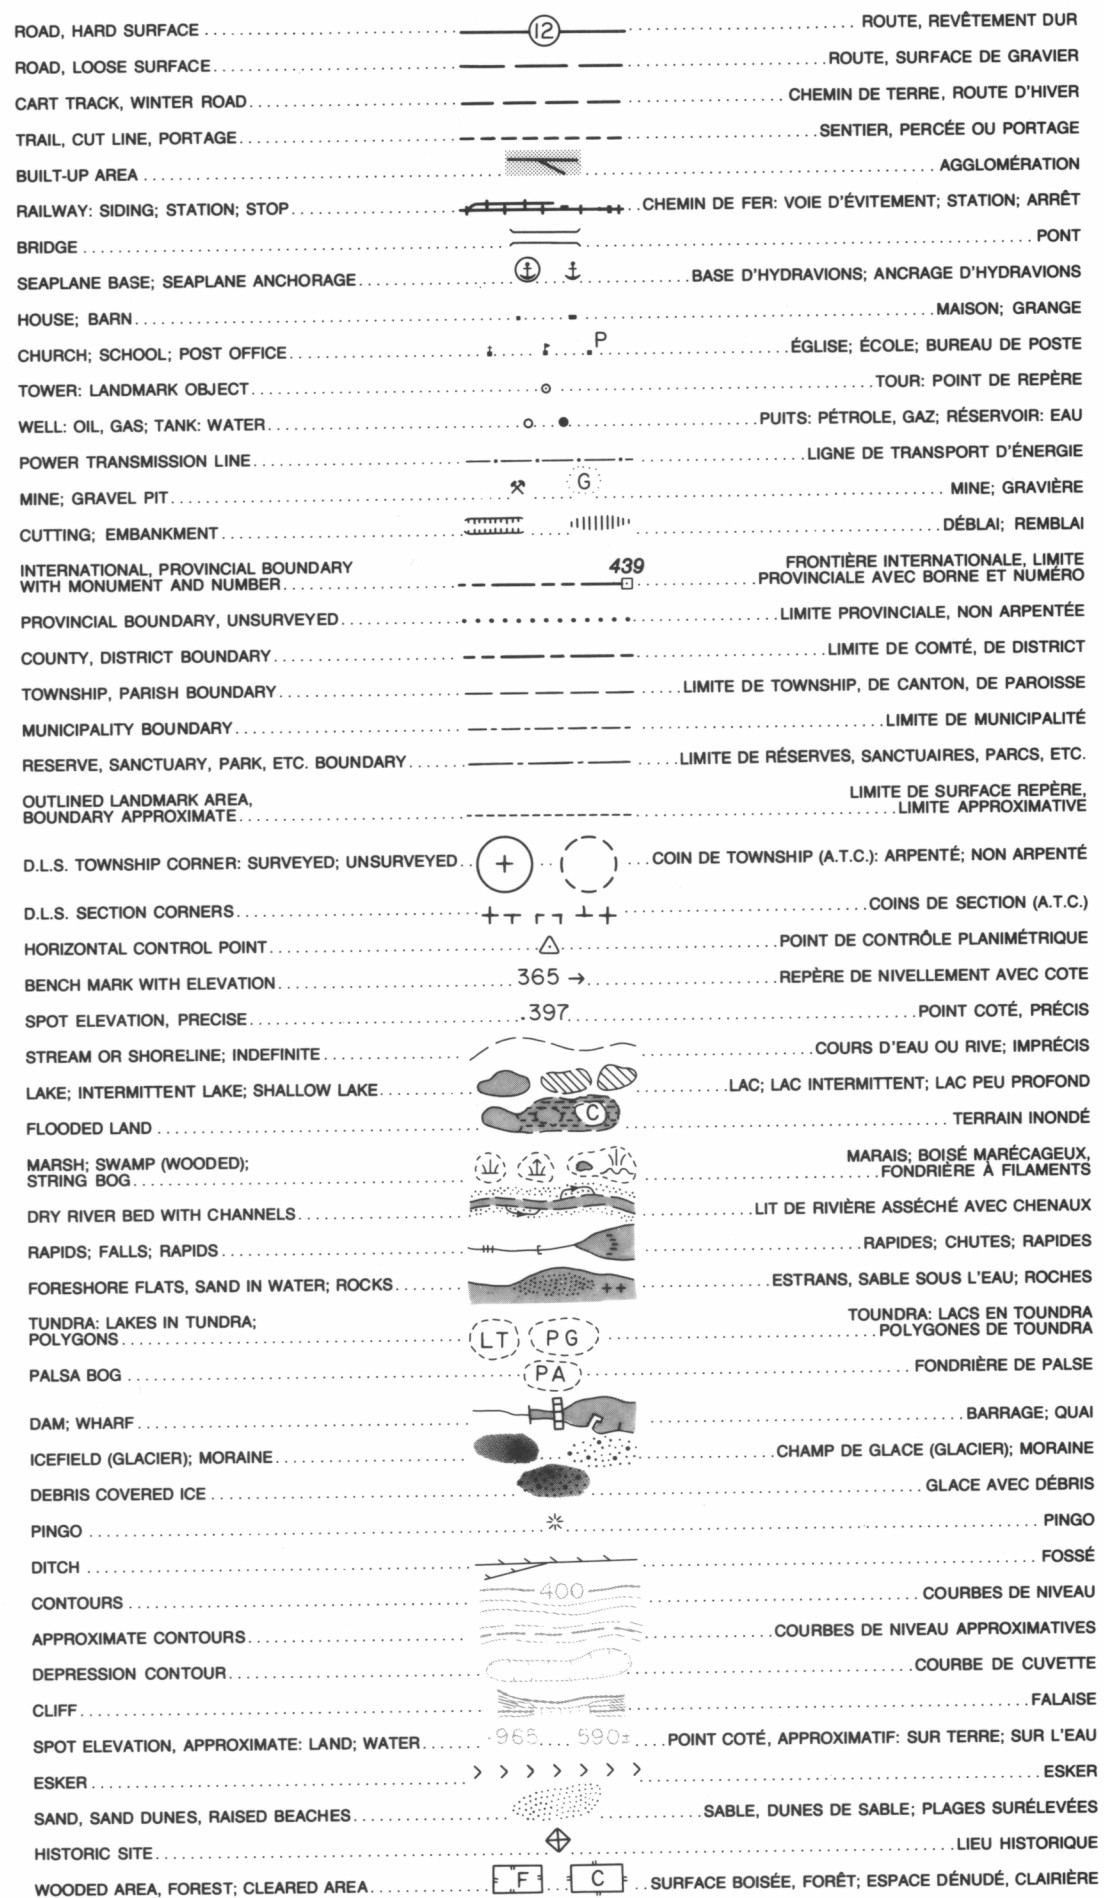 ROAD, HARD SURFACE 12 ROUTE, REVÊTEMENT DUR
ROAD, LOOSE SURFACE ROUTE, SURFACE DE GRAVIER
CART TRACK, WINTER ROAD CHEMIN DE TERRE, ROUTE D'HIVER
TRAIL, CUT LINE, PORTAGE SENTIER, PERCÉE OU PORTAGE
BUILT-UP AREA AGGLOMÉRATION
RAILWAY: SIDING; STATION; STOP CHEMIN DE FER: VOIE D'ÉVITEMENT; STATION; ARRÊT
BRIDGE PONT
SEAPLANE BASE; SEAPLANE ANCHORAGE BASE D'HYDRAVIONS; ANCRAGE D'HYDRAVIONS
HOUSE; BARN MAISON; GRANGE
CHURCH; SCHOOL; POST OFFICE P ÉGLISE; ÉCOLE; BUREAU DE POSTE
TOWER: LANDMARK OBJECT TOUR: POINT DE REPÈRE
WELL: OIL, GAS; TANK: WATER PUITS: PÉTROLE, GAZ; RÉSERVOIR: EAU
POWER TRANSMISSION LINE LIGNE DE TRANSPORT D'ÉNERGIE
MINE; GRAVEL PIT G MINE; GRAVIÈRE
CUTTING; EMBANKMENT DÉBLAI; REMBLAI
INTERNATIONAL, PROVINCIAL BOUNDARY 439 FRONTIÈRE INTERNATIONALE, LIMITE
WITH MONUMENT AND NUMBER PROVINCIALE AVEC BORNE ET NUMÉRO
PROVINCIAL BOUNDARY, UNSURVEYED LIMITE PROVINCIALE, NON ARPENTÉE
COUNTY, DISTRICT BOUNDARY LIMITE DE COMTÉ, DE DISTRICT
TOWNSHIP, PARISH BOUNDARY LIMITE DE TOWNSHIP, DE CANTON, DE PAROISSE
MUNICIPALITY BOUNDARY LIMITE DE MUNICIPALITÉ
RESERVE, SANCTUARY, PARK, ETC. BOUNDARY LIMITE DE RÉSERVES, SANCTUAIRES, PARCS, ETC.
OUTLINED LANDMARK AREA, LIMITE DE SURFACE REPÈRE,
BOUNDARY APPROXIMATE LIMITE APPROXIMATIVE
D.L.S. TOWNSHIP CORNER: SURVEYED; UNSURVEYED COIN DE TOWNSHIP (A.T.C.): ARPENTÉ; NON ARPENTÉ
D.L.S. SECTION CORNERS COINS DE SECTION (A.T.C.)
HORIZONTAL CONTROL POINT POINT DE CONTRÔLE PLANIMÉTRIQUE
BENCH MARK WITH ELEVATION 365 → REPÈRE DE NIVELLEMENT AVEC COTE
SPOT ELEVATION, PRECISE .397 POINT COTÉ, PRÉCIS
STREAM OR SHORELINE; INDEFINITE COURS D'EAU OU RIVE; IMPRÉCIS
LAKE; INTERMITTENT LAKE; SHALLOW LAKE LAC; LAC INTERMITTENT; LAC PEU PROFOND
FLOODED LAND C TERRAIN INONDÉ
MARSH; SWAMP (WOODED); MARAIS; BOISÉ MARÉCAGEUX,
STRING BOG FONDRIÈRE À FILAMENTS
DRY RIVER BED WITH CHANNELS LIT DE RIVIÈRE ASSÉCHÉ AVEC CHENAUX
RAPIDS; FALLS; RAPIDS RAPIDES; CHUTES; RAPIDES
FORESHORE FLATS, SAND IN WATER; ROCKS ESTRANS, SABLE SOUS L'EAU; ROCHES
TUNDRA: LAKES IN TUNDRA; TOUNDRA: LACS EN TOUNDRA
POLYGONS LT PG POLYGONES DE TOUNDRA
PALSA BOG PA FONDRIÈRE DE PALSE
DAM; WHARF BARRAGE; QUAI
ICEFIELD (GLACIER); MORAINE CHAMP DE GLACE (GLACIER); MORAINE
DEBRIS COVERED ICE GLACE AVEC DÉBRIS
PINGO PINGO
DITCH FOSSÉ
CONTOURS 400 COURBES DE NIVEAU
APPROXIMATE CONTOURS COURBES DE NIVEAU APPROXIMATIVES
DEPRESSION CONTOUR COURBE DE CUVETTE
CLIFF FALAISE
SPOT ELEVATION, APPROXIMATE: LAND; WATER .965 590± POINT COTÉ, APPROXIMATIF: SUR TERRE; SUR L'EAU
ESKER ESKER
SAND, SAND DUNES, RAISED BEACHES SABLE, DUNES DE SABLE; PLAGES SURÉLEVÉES
HISTORIC SITE LIEU HISTORIQUE
WOODED AREA, FOREST; CLEARED AREA F C SURFACE BOISÉE, FORÊT; ESPACE DÉNUDÉ, CLAIRIÈRE